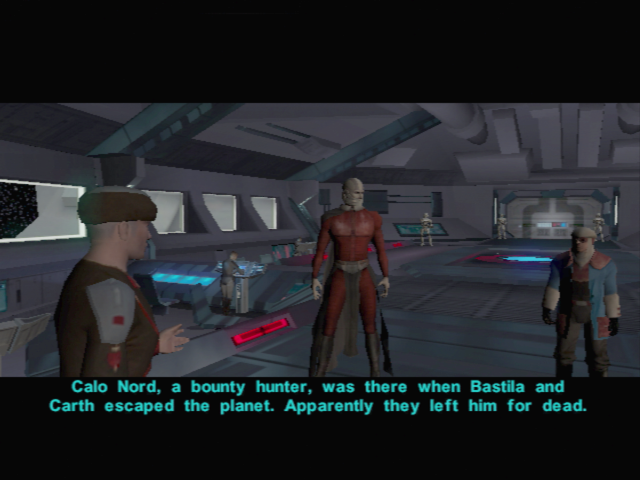 Calo Nord, a bounty hunter, was there when Bastila and
Carth escaped the planet. Apparently they left him for dead.